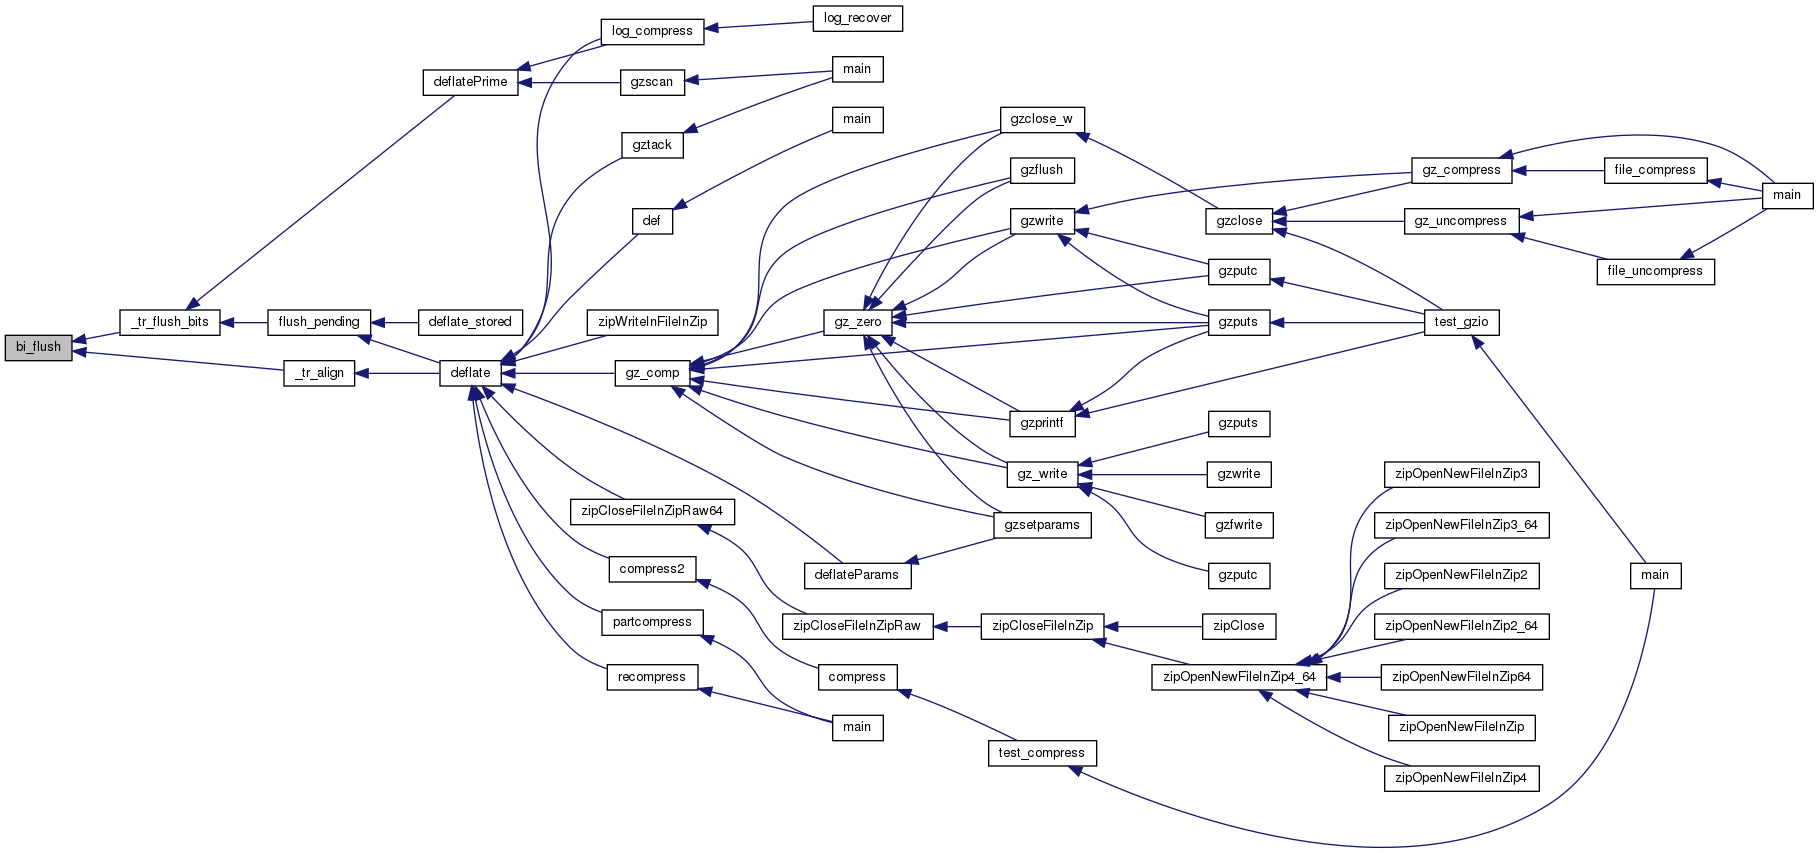 bi_flush
_tr_flush_bits
_tr_align
deflatePrime
flush_pending
deflate_stored
deflate
log_compress
log_recover
gzscan
main
gztack
def
main
zipWriteInFileInZip
gz_comp
zipCloseFileInZipRaw64
compress2
partcompress
recompress
gz_zero
deflateParams
zipCloseFileInZipRaw
compress
main
gzclose_w
gzflush
gzwrite
gzprintf
gz_write
gzsetparams
zipCloseFileInZip
test_compress
gzclose
gzputc
gzputs
gzputs
gzwrite
gzfwrite
gzputc
zipClose
zipOpenNewFileInZip4_64
gz_compress
gz_uncompress
test_gzio
zipOpenNewFileInZip3
zipOpenNewFileInZip3_64
zipOpenNewFileInZip2
zipOpenNewFileInZip2_64
zipOpenNewFileInZip64
zipOpenNewFileInZip
zipOpenNewFileInZip4
file_compress
file_uncompress
main
main